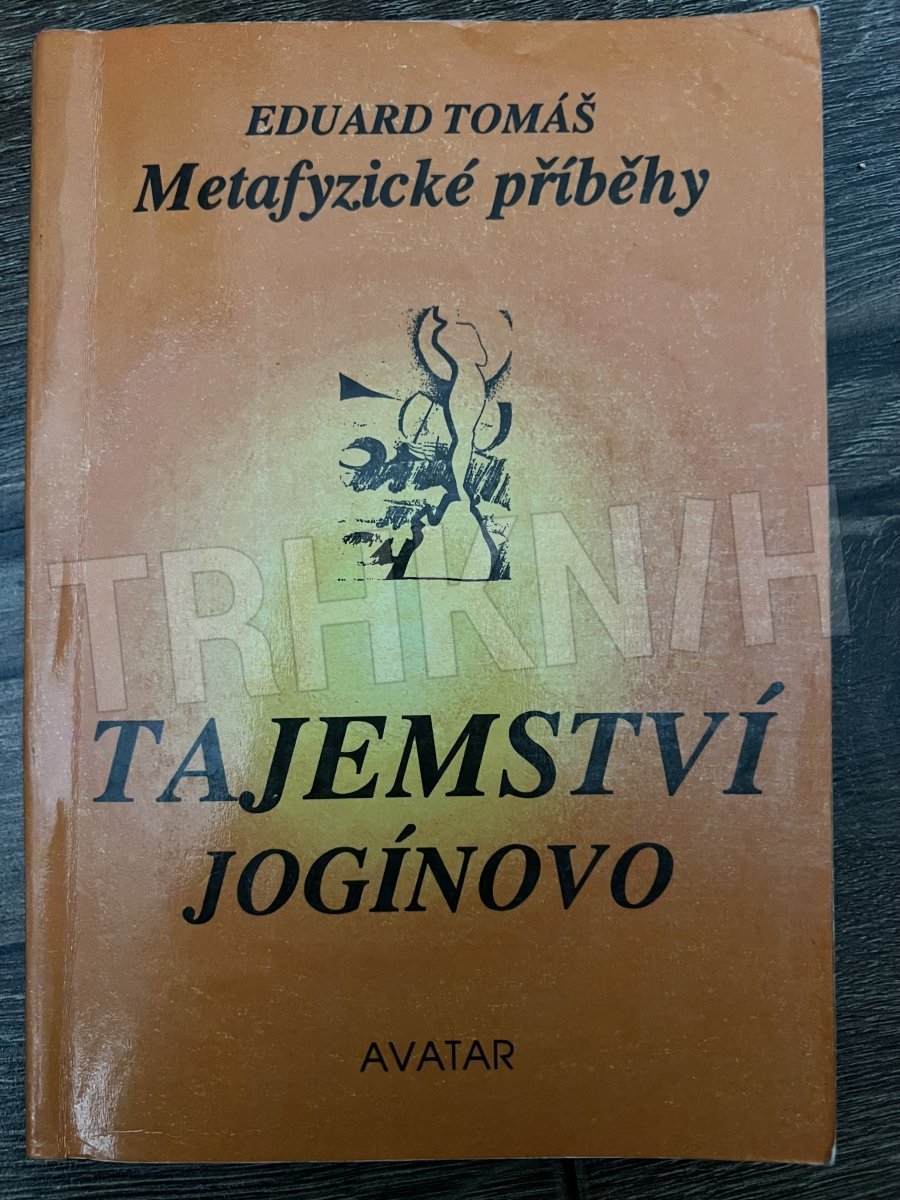 EDUARD TOMÁŠ
Metafyzické příběhy
TRHKNIH
TAJEMSTVÍ
JOGÍNOVO
AVATAR